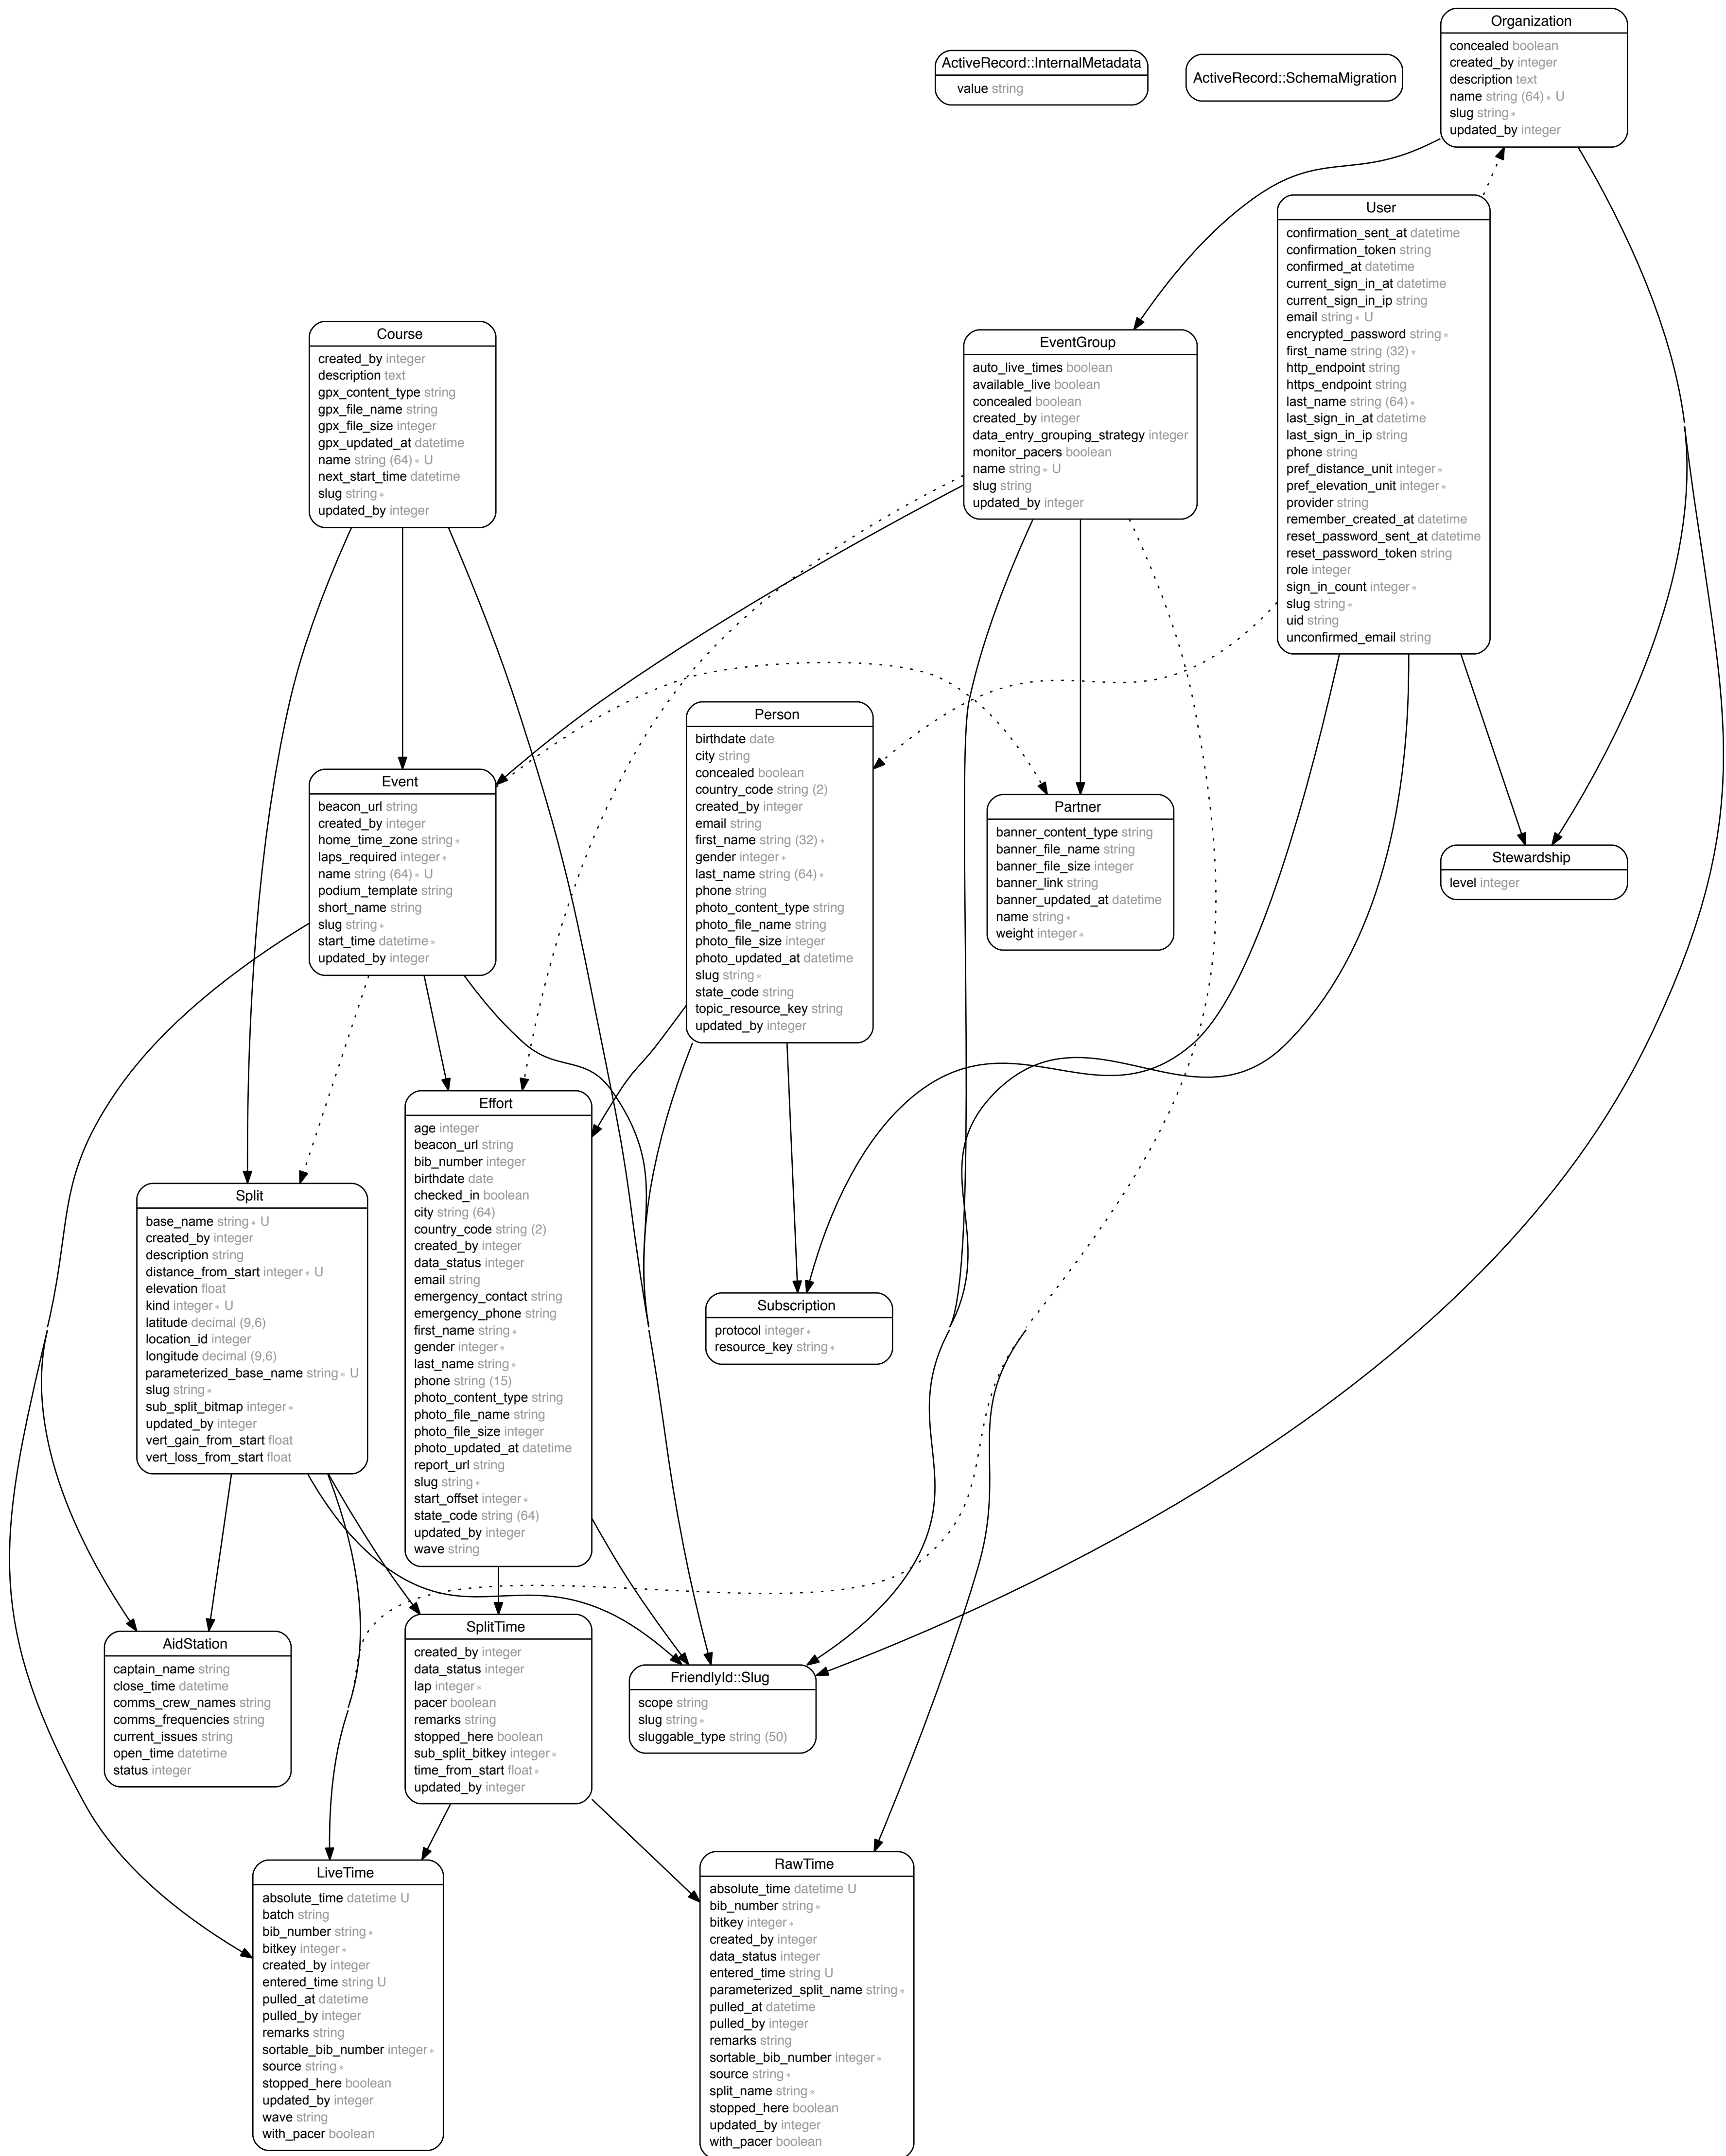 Organization
concealed boolean
created_by integer
description text
name string (64) ∗ U
slug string ∗
updated_by integer
ActiveRecord::InternalMetadata
value string
ActiveRecord::SchemaMigration
User
confirmation_sent_at datetime
confirmation_token string
confirmed_at datetime
current_sign_in_at datetime
current_sign_in_ip string
email string ∗ U
encrypted_password string ∗
first_name string (32) ∗
http_endpoint string
https_endpoint string
last_name string (64) ∗
last_sign_in_at datetime
last_sign_in_ip string
phone string
pref_distance_unit integer ∗
pref_elevation_unit integer ∗
provider string
remember_created_at datetime
reset_password_sent_at datetime
reset_password_token string
role integer
sign_in_count integer ∗
slug string ∗
uid string
unconfirmed_email string
Course
created_by integer
description text
gpx_content_type string
gpx_file_name string
gpx_file_size integer
gpx_updated_at datetime
name string (64) ∗ U
next_start_time datetime
slug string ∗
updated_by integer
EventGroup
auto_live_times boolean
available_live boolean
concealed boolean
created_by integer
data_entry_grouping_strategy integer
monitor_pacers boolean
name string ∗ U
slug string
updated_by integer
Person
birthdate date
city string
concealed boolean
country_code string (2)
created_by integer
email string
first_name string (32) ∗
gender integer ∗
last_name string (64) ∗
phone string
photo_content_type string
photo_file_name string
photo_file_size integer
photo_updated_at datetime
slug string ∗
state_code string
topic_resource_key string
updated_by integer
Event
beacon_url string
created_by integer
home_time_zone string ∗
laps_required integer ∗
name string (64) ∗ U
podium_template string
short_name string
slug string ∗
start_time datetime ∗
updated_by integer
Partner
banner_content_type string
banner_file_name string
banner_file_size integer
banner_link string
banner_updated_at datetime
name string ∗
weight integer ∗
Stewardship
level integer
Effort
age integer
beacon_url string
bib_number integer
birthdate date
checked_in boolean
city string (64)
country_code string (2)
created_by integer
data_status integer
email string
emergency_contact string
emergency_phone string
first_name string ∗
gender integer ∗
last_name string ∗
phone string (15)
photo_content_type string
photo_file_name string
photo_file_size integer
photo_updated_at datetime
report_url string
slug string ∗
start_offset integer ∗
state_code string (64)
updated_by integer
wave string
Split
base_name string ∗ U
created_by integer
description string
distance_from_start integer ∗ U
elevation float
kind integer ∗ U
latitude decimal (9,6)
location_id integer
longitude decimal (9,6)
parameterized_base_name string ∗ U
slug string ∗
sub_split_bitmap integer ∗
updated_by integer
vert_gain_from_start float
vert_loss_from_start float
Subscription
protocol integer ∗
resource_key string ∗
AidStation
captain_name string
close_time datetime
comms_crew_names string
comms_frequencies string
current_issues string
open_time datetime
status integer
SplitTime
created_by integer
data_status integer
lap integer ∗
pacer boolean
remarks string
stopped_here boolean
sub_split_bitkey integer ∗
time_from_start float ∗
updated_by integer
FriendlyId::Slug
scope string
slug string ∗
sluggable_type string (50)
LiveTime
absolute_time datetime U
batch string
bib_number string ∗
bitkey integer ∗
created_by integer
entered_time string U
pulled_at datetime
pulled_by integer
remarks string
sortable_bib_number integer ∗
source string ∗
stopped_here boolean
updated_by integer
wave string
with_pacer boolean
RawTime
absolute_time datetime U
bib_number string ∗
bitkey integer ∗
created_by integer
data_status integer
entered_time string U
parameterized_split_name string ∗
pulled_at datetime
pulled_by integer
remarks string
sortable_bib_number integer ∗
source string ∗
split_name string ∗
stopped_here boolean
updated_by integer
with_pacer boolean